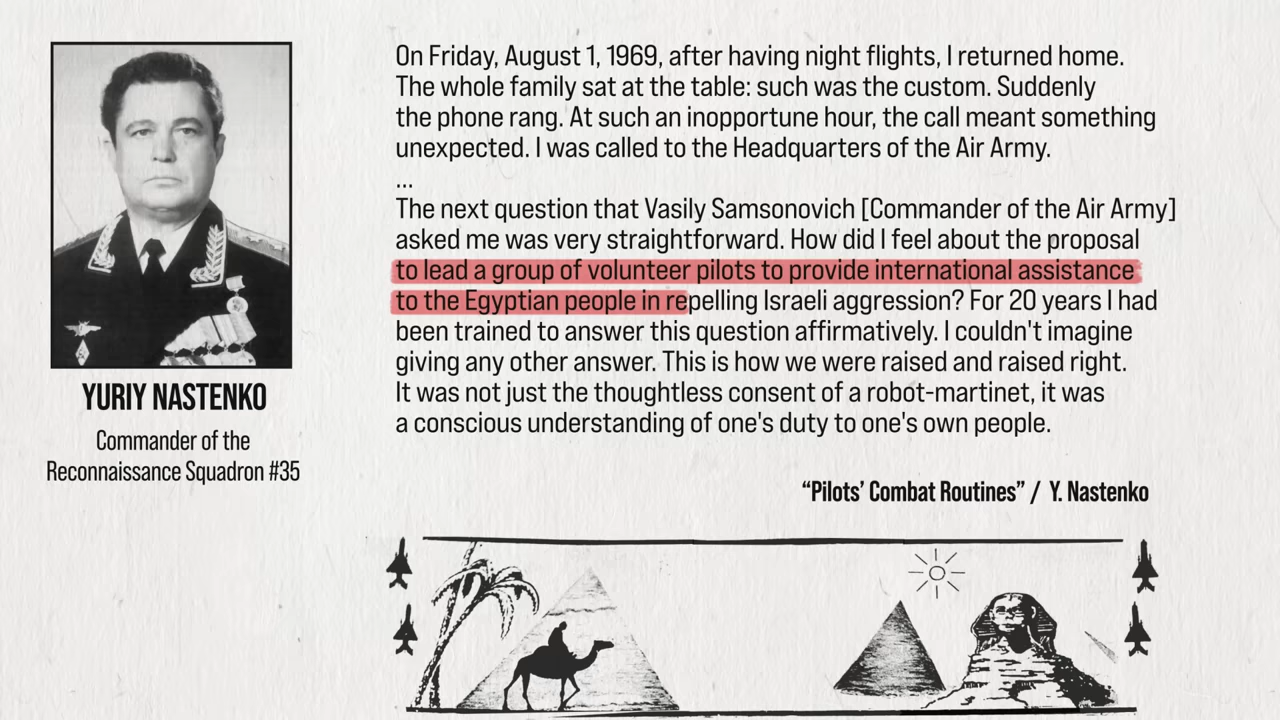 YURIY NASTENKO
Commander of the
Reconnaissance Squadron #35
On Friday, August 1, 1969, after having night flights, I returned home.
The whole family sat at the table: such was the custom. Suddenly
the phone rang. At such an inopportune hour, the call meant something
unexpected. I was called to the Headquarters of the Air Army.
...
The next question that Vasily Samsonovich [Commander of the Air Army]
asked me was very straightforward. How did I feel about the proposal
to lead a group of volunteer pilots to provide international assistance
to the Egyptian people in repelling Israeli aggression? For 20 years I had
been trained to answer this question affirmatively. I couldn't imagine
giving any other answer. This is how we were raised and raised right.
It was not just the thoughtless consent of a robot-martinet, it was
a conscious understanding of one's duty to one's own people.
“Pilots’ Combat Routines” / Y. Nastenko